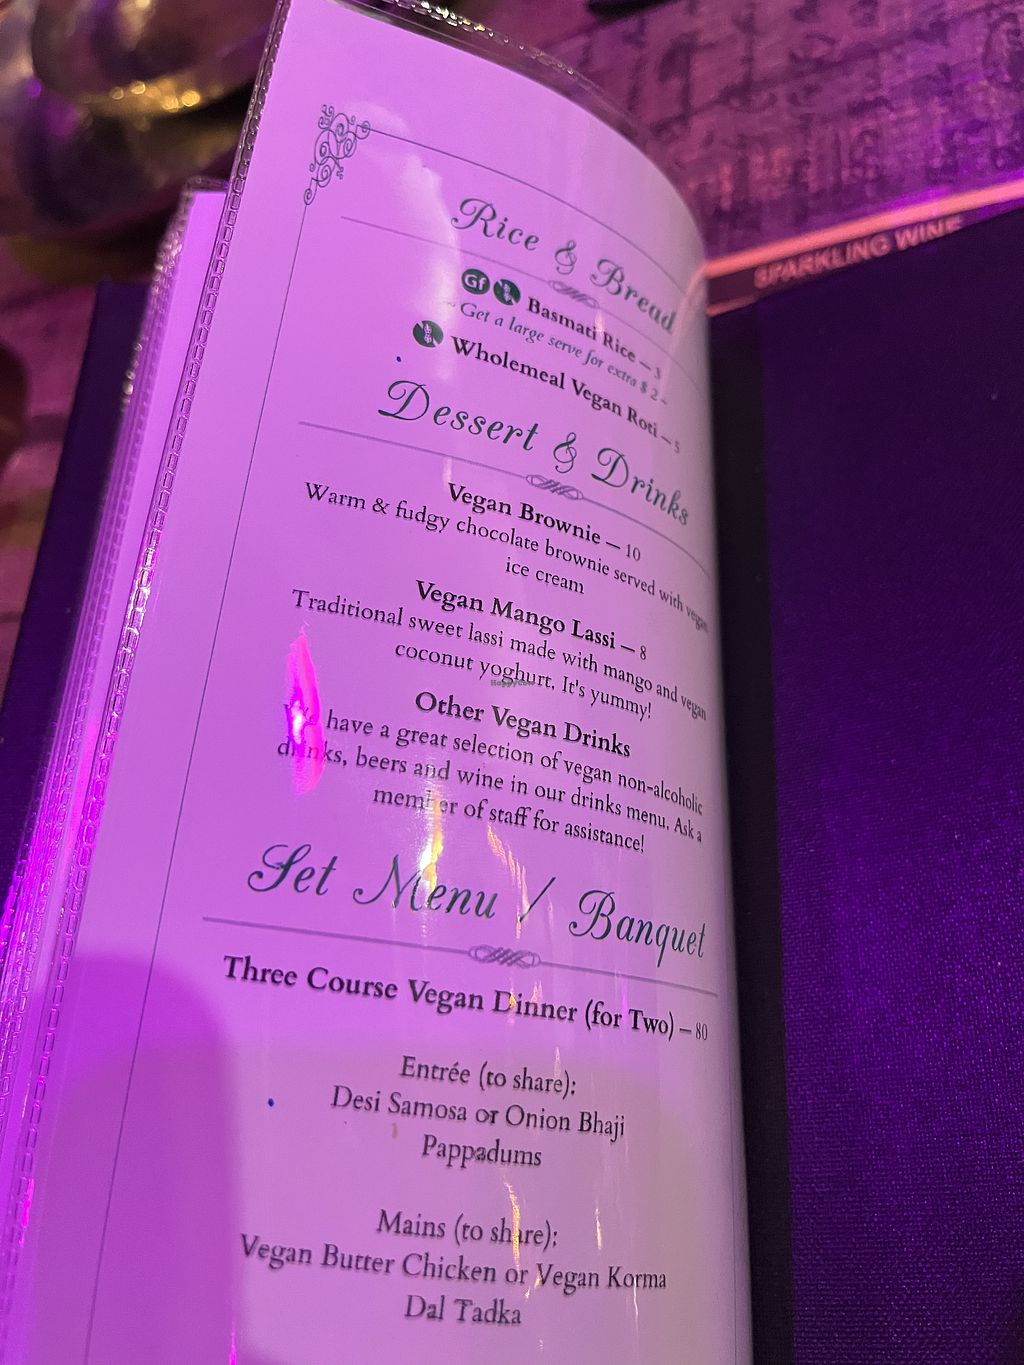 SPARKLING WINE
Rice & Bread
Gf Basmati Rice – 3
~ Get a large serve for extra $ 2 ~
Wholemeal Vegan Roti – 5
Dessert & Drinks
Vegan Brownie – 10
Warm & fudgy chocolate brownie served with vegan
ice cream
Vegan Mango Lassi – 8
Traditional sweet lassi made with mango and vegan
coconut yoghurt. It's yummy!
HappyCow
Other Vegan Drinks
We have a great selection of vegan non-alcoholic
drinks, beers and wine in our drinks menu. Ask a
member of staff for assistance!
Set Menu / Banquet
Three Course Vegan Dinner (for Two) – 80
Entrée (to share):
Desi Samosa or Onion Bhaji
Pappadums
Mains (to share):
Vegan Butter Chicken or Vegan Korma
Dal Tadka